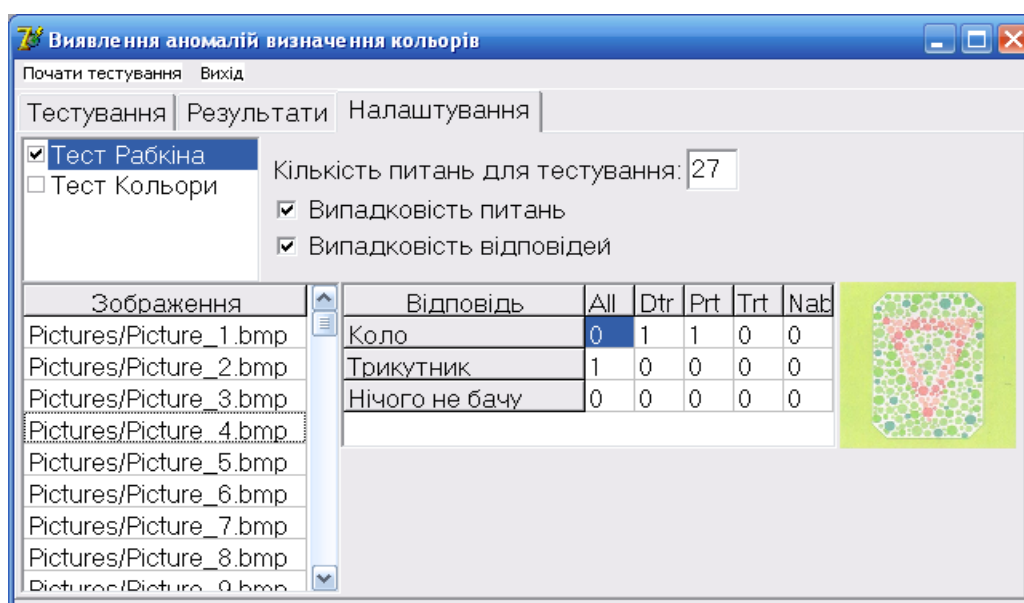 Виявлення аномалій визначення кольорів
Почати тестування Вихід
Тестування Результати Налаштування
Тест Рабкіна
Тест Кольори
Кількість питань для тестування: 27
Випадковість питань
Випадковість відповідей
Зображення
Pictures/Picture_1.bmp
Pictures/Picture_2.bmp
Pictures/Picture_3.bmp
Pictures/Picture_4.bmp
Pictures/Picture_5.bmp
Pictures/Picture_6.bmp
Pictures/Picture_7.bmp
Pictures/Picture_8.bmp
Pictures/Picture_9.bmp
Відповідь All Dtr Prt Trt Nab
Коло 0 1 1 0 0
Трикутник 1 0 0 0 0
Нічого не бачу 0 0 0 0 0